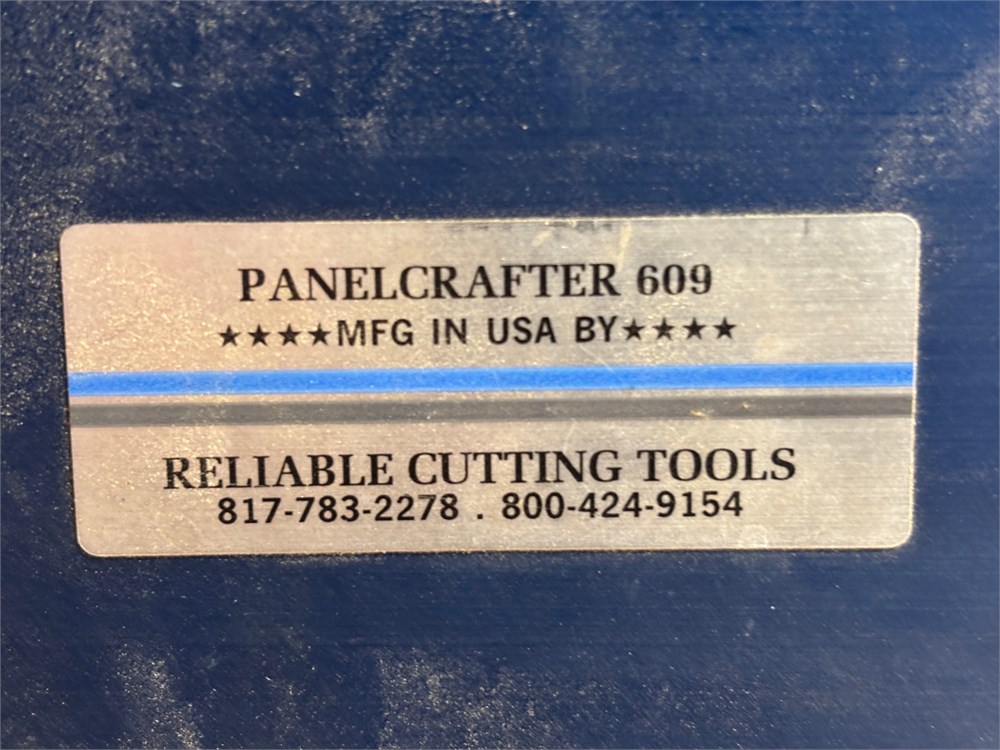 PANELCRAFTER 609
★★★★MFG IN USA BY★★★★
RELIABLE CUTTING TOOLS
817-783-2278 . 800-424-9154